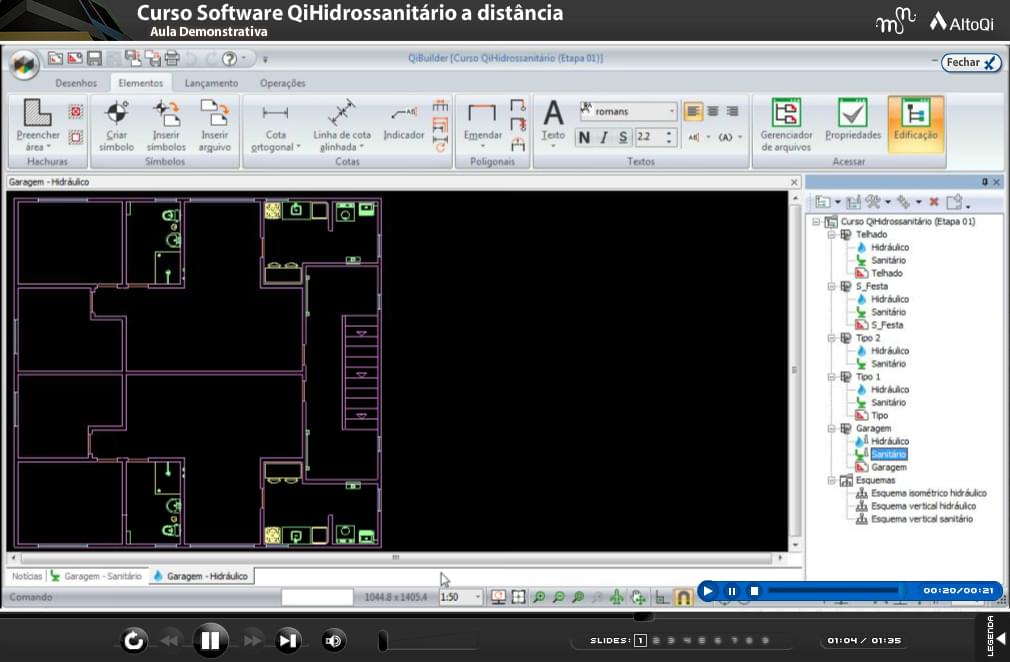 Curso Software QiHidrossanitário a distância
Aula Demonstrativa
AltoQi
QiBuilder [Curso QiHidrossanitário (Etapa 01)]
Fechar
Desenhos Elementos Lançamento Operações
Preencher área
Criar símbolo
Inserir símbolos
Inserir arquivo
Cota ortogonal
Linha de cota alinhada
Indicador
Emendar
Texto
romans
N I S 2.2
Gerenciador de arquivos
Propriedades
Edificação
Hachuras Símbolos Cotas Poligonais Textos Acessar
Garagem - Hidráulico
Curso QiHidrossanitário (Etapa 01)
Telhado
Hidráulico
Sanitário
Telhado
S_Festa
Hidráulico
Sanitário
S_Festa
Tipo 2
Hidráulico
Sanitário
Tipo 1
Hidráulico
Sanitário
Tipo
Garagem
Hidráulico
Sanitário
Garagem
Esquemas
Esquema isométrico hidráulico
Esquema vertical hidráulico
Esquema vertical sanitário
Notícias Garagem - Sanitário Garagem - Hidráulico
Comando 1044.8 x 1405.4 1:50
00:20/00:21
SLIDES: 1 2 3 4 5 6 7 8 9
01:04 / 01:35
LEGENDA